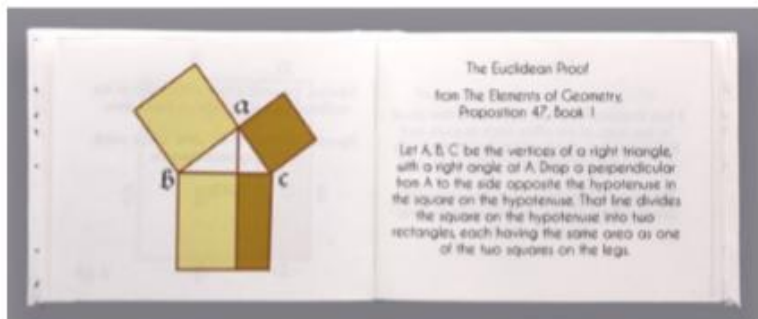 a
b
c
The Euclidean Proof
from The Elements of Geometry,
Proposition 47, Book 1
Let A, B, C be the vertices of a right triangle,
with a right angle at A. Drop a perpendicular
from A to the side opposite the hypotenuse in
the square on the hypotenuse. That line divides
the square on the hypotenuse into two
rectangles, each having the same area as one
of the two squares on the legs.